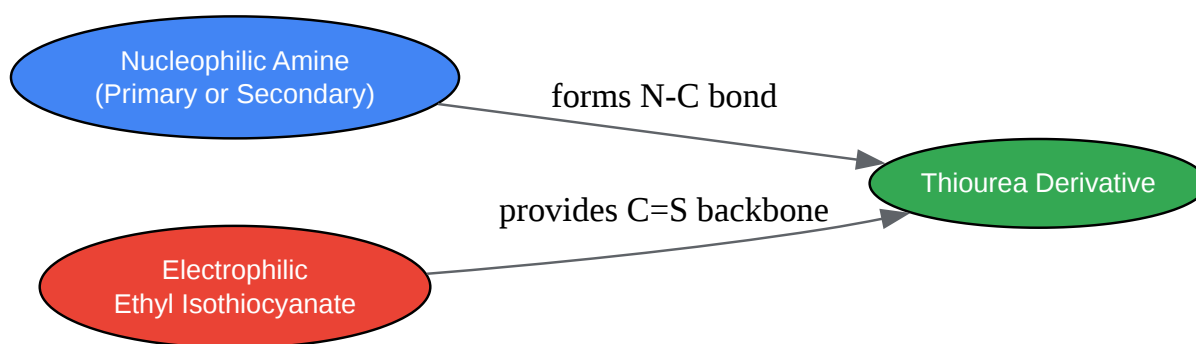 Nucleophilic Amine
(Primary or Secondary)
forms N-C bond
Thiourea Derivative
provides C=S backbone
Electrophilic
Ethyl Isothiocyanate